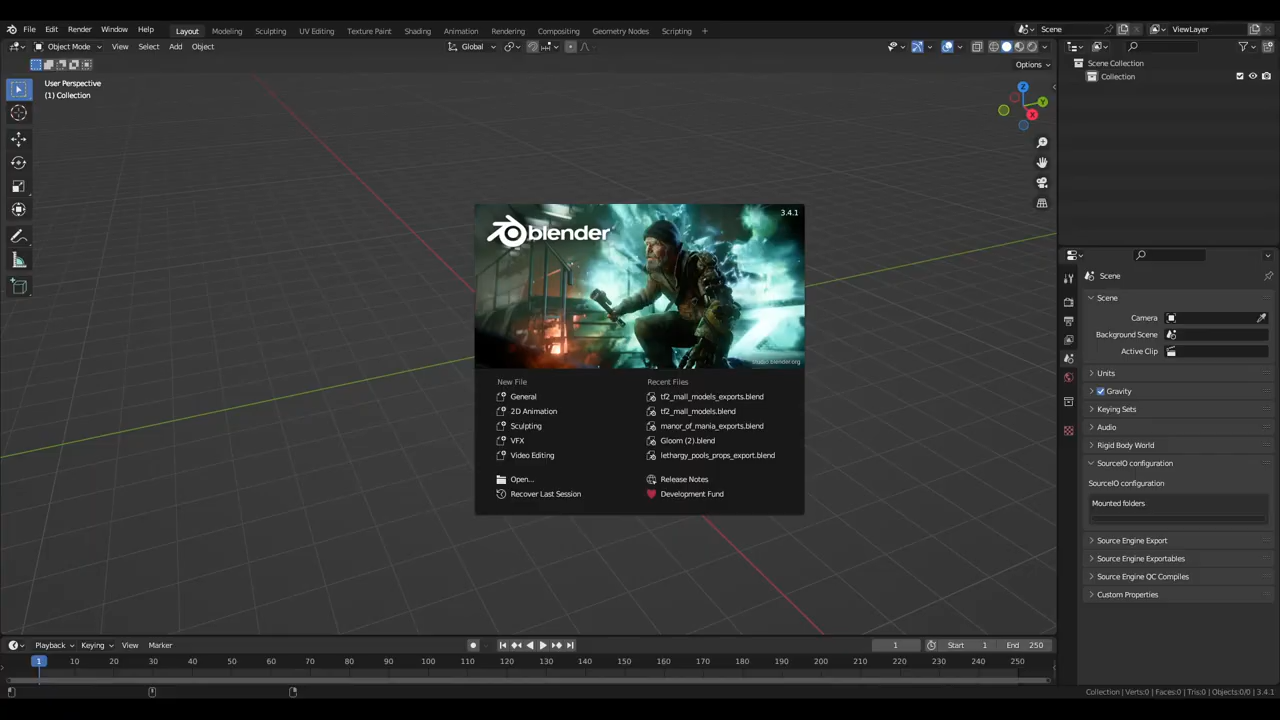 File Edit Render Window Help Layout Modeling Sculpting UV Editing Texture Paint Shading Animation Rendering Compositing Geometry Nodes Scripting + Scene ViewLayer
Object Mode View Select Add Object Global
Options
User Perspective
(1) Collection
Scene Collection
Collection
Z
Y
X
blender
3.4.1
studio.blender.org
New File
General
2D Animation
Sculpting
VFX
Video Editing
Open...
Recover Last Session
Recent Files
tf2_mall_models_exports.blend
tf2_mall_models.blend
manor_of_mania_exports.blend
Gloom (2).blend
lethargy_pools_props_export.blend
Release Notes
Development Fund
Scene
Scene
Camera
Background Scene
Active Clip
Units
Gravity
Keying Sets
Audio
Rigid Body World
SourceIO configuration
SourceIO configuration
Mounted folders
Source Engine Export
Source Engine Exportables
Source Engine QC Compiles
Custom Properties
Playback Keying View Marker 1 Start 1 End 250
1 10 20 30 40 50 60 70 80 90 100 110 120 130 140 150 160 170 180 190 200 210 220 230 240 250
Collection | Verts:0 | Faces:0 | Tris:0 | Objects:0/0 | 3.4.1